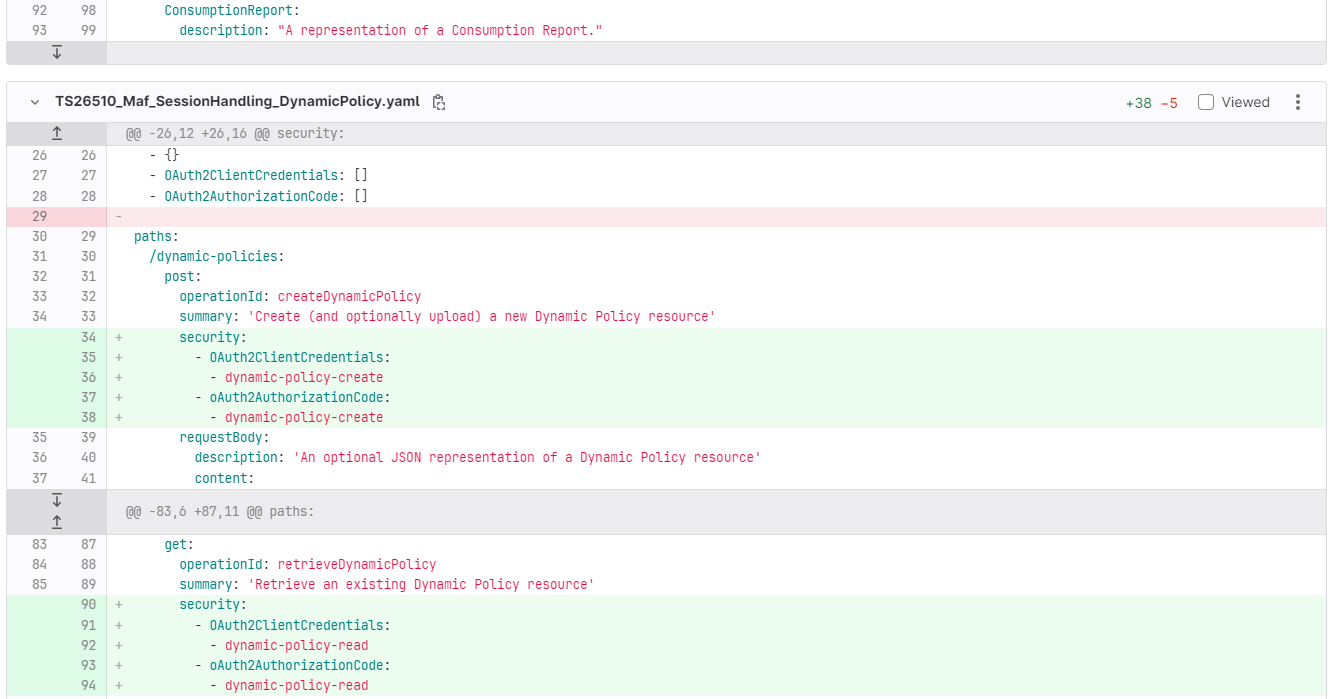 92 98 ConsumptionReport:
93 99 description: "A representation of a Consumption Report."
TS26510_Maf_SessionHandling_DynamicPolicy.yaml +38 −5 Viewed
@@ -26,12 +26,16 @@ security:
26 26 - {}
27 27 - OAuth2ClientCredentials: []
28 28 - OAuth2AuthorizationCode: []
29 -
30 29 paths:
31 30 /dynamic-policies:
32 31 post:
33 32 operationId: createDynamicPolicy
34 33 summary: 'Create (and optionally upload) a new Dynamic Policy resource'
34 + security:
35 + - OAuth2ClientCredentials:
36 + - dynamic-policy-create
37 + - oAuth2AuthorizationCode:
38 + - dynamic-policy-create
35 39 requestBody:
36 40 description: 'An optional JSON representation of a Dynamic Policy resource'
37 41 content:
@@ -83,6 +87,11 @@ paths:
83 87 get:
84 88 operationId: retrieveDynamicPolicy
85 89 summary: 'Retrieve an existing Dynamic Policy resource'
90 + security:
91 + - OAuth2ClientCredentials:
92 + - dynamic-policy-read
93 + - oAuth2AuthorizationCode:
94 + - dynamic-policy-read